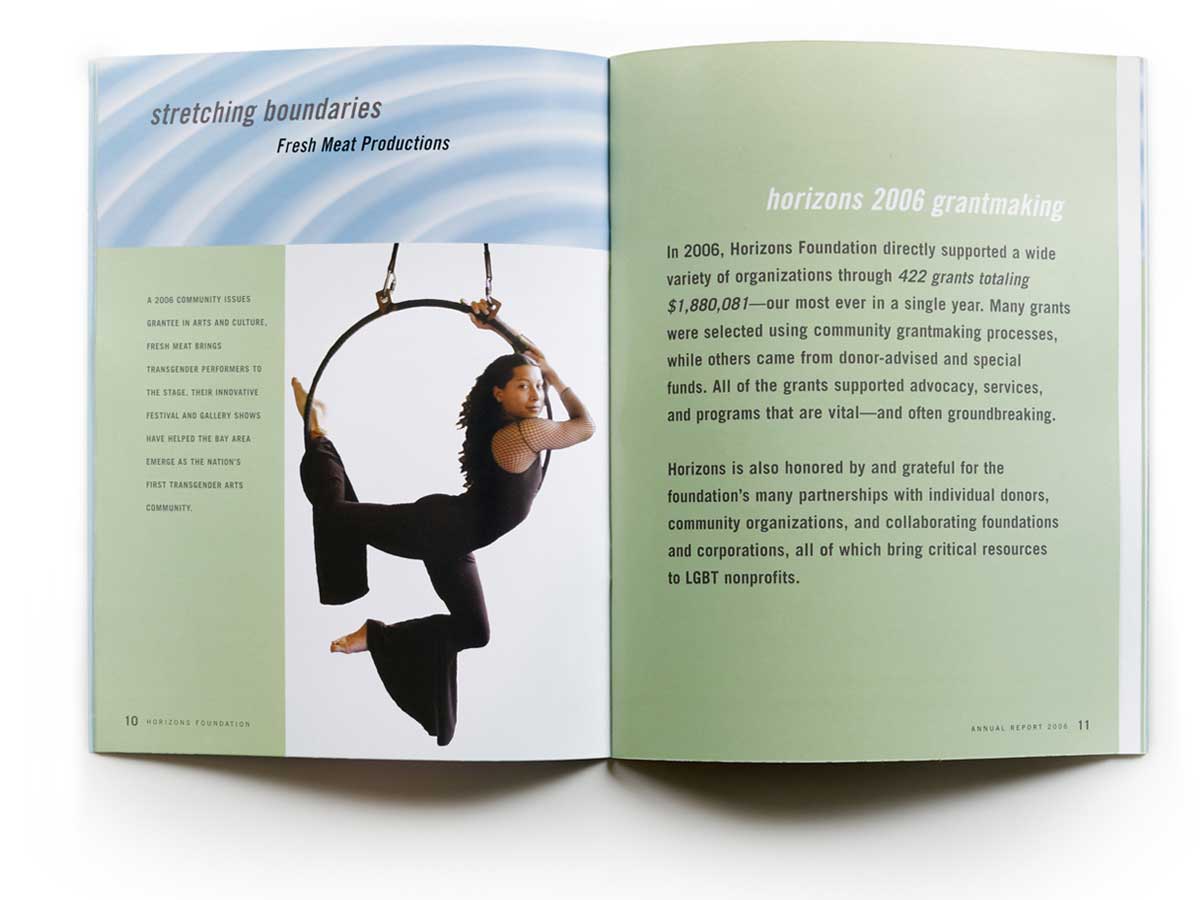 stretching boundaries
Fresh Meat Productions
A 2006 COMMUNITY ISSUES
GRANTEE IN ARTS AND CULTURE,
FRESH MEAT BRINGS
TRANSGENDER PERFORMERS TO
THE STAGE. THEIR INNOVATIVE
FESTIVAL AND GALLERY SHOWS
HAVE HELPED THE BAY AREA
EMERGE AS THE NATION'S
FIRST TRANSGENDER ARTS
COMMUNITY.
10 HORIZONS FOUNDATION
horizons 2006 grantmaking
In 2006, Horizons Foundation directly supported a wide
variety of organizations through 422 grants totaling
$1,880,081—our most ever in a single year. Many grants
were selected using community grantmaking processes,
while others came from donor-advised and special
funds. All of the grants supported advocacy, services,
and programs that are vital—and often groundbreaking.
Horizons is also honored by and grateful for the
foundation's many partnerships with individual donors,
community organizations, and collaborating foundations
and corporations, all of which bring critical resources
to LGBT nonprofits.
ANNUAL REPORT 2006 11